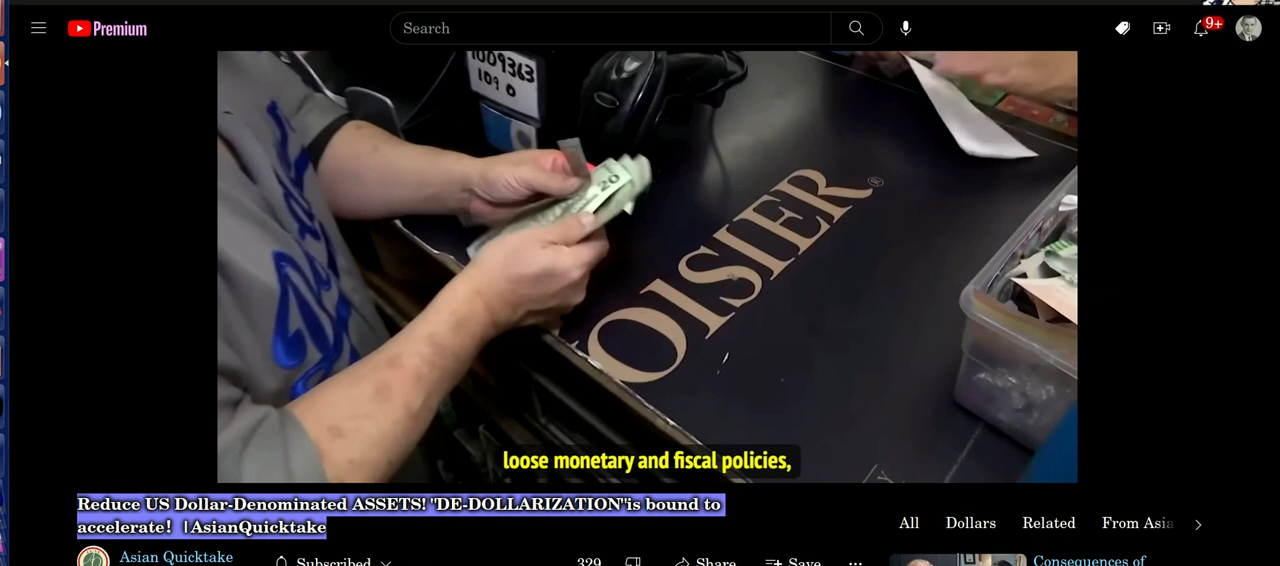 Premium
Search
9+
1009363
109 0
20
OISIER®
loose monetary and fiscal policies,
Reduce US Dollar-Denominated ASSETS! "DE-DOLLARIZATION"is bound to
accelerate! |AsianQuicktake
All Dollars Related From Asia
Asian Quicktake
Subscribed
329
Share
Save
Consequences of